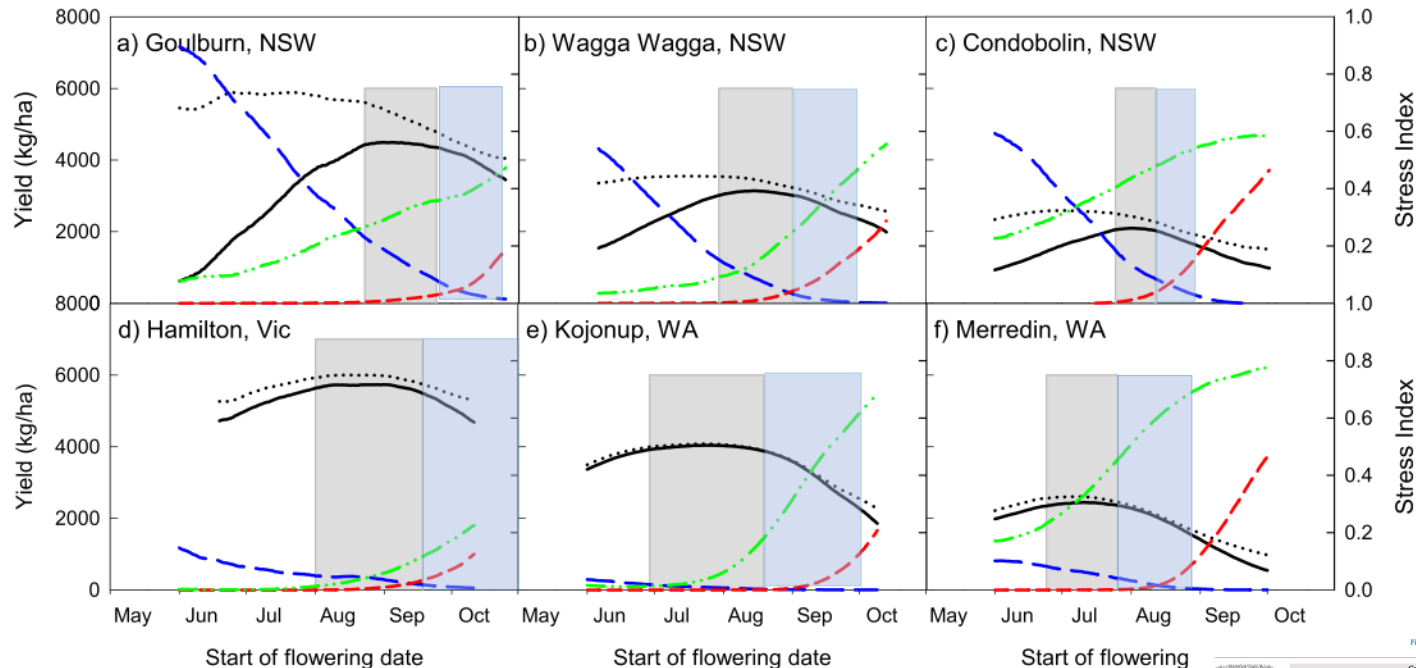 8000
6000
4000
2000
8000
0
6000
4000
2000
0
Yield (kg/ha)
Yield (kg/ha)
a) Goulburn, NSW
b) Wagga Wagga, NSW
c) Condobolin, NSW
1.0
0.8
0.6
0.4
0.2
1.0
0.8
0.6
0.4
0.2
0.0
Stress Index
Stress Index
d) Hamilton, Vic
e) Kojonup, WA
f) Merredin, WA
May Jun Jul Aug Sep Oct
Jun Jul Aug Sep Oct
Jun Jul Aug Sep Oct
Start of flowering date
Start of flowering date
Start of flowering